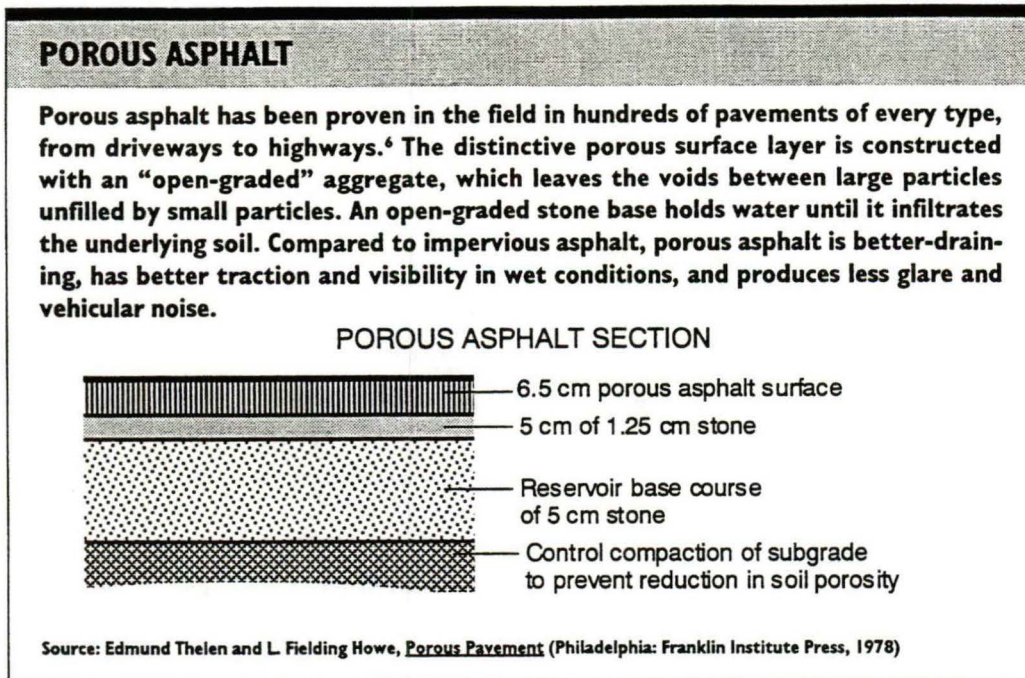 POROUS ASPHALT
Porous asphalt has been proven in the field in hundreds of pavements of every type,
from driveways to highways.⁶ The distinctive porous surface layer is constructed
with an “open-graded” aggregate, which leaves the voids between large particles
unfilled by small particles. An open-graded stone base holds water until it infiltrates
the underlying soil. Compared to impervious asphalt, porous asphalt is better-drain-
ing, has better traction and visibility in wet conditions, and produces less glare and
vehicular noise.
POROUS ASPHALT SECTION
6.5 cm porous asphalt surface
5 cm of 1.25 cm stone
Reservoir base course
of 5 cm stone
Control compaction of subgrade
to prevent reduction in soil porosity
Source: Edmund Thelen and L. Fielding Howe, Porous Pavement (Philadelphia: Franklin Institute Press, 1978)